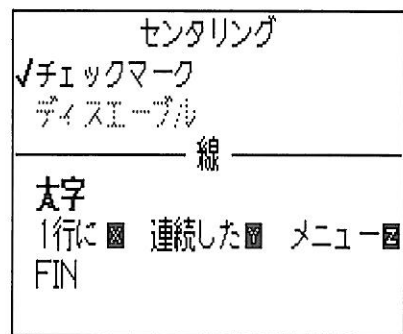 センタリング
√チェックマーク
ディスエーブル
線
太字
1行に X 連続した Y メニュー Z
FIN